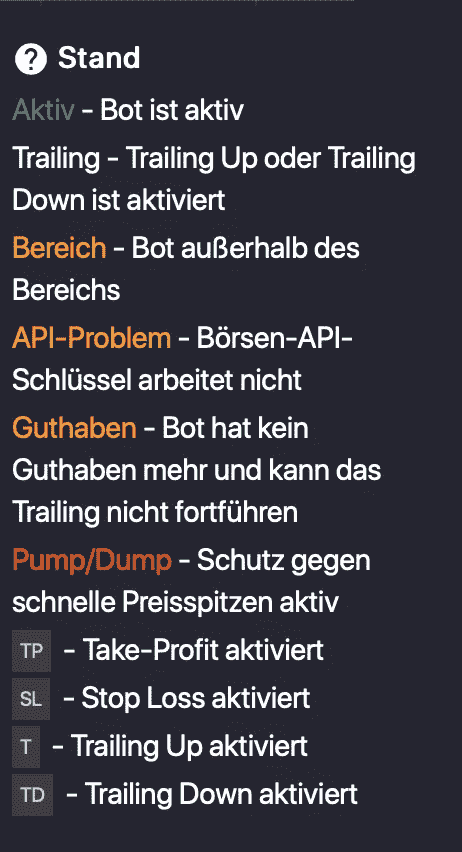 ? Stand
Aktiv - Bot ist aktiv
Trailing - Trailing Up oder Trailing
Down ist aktiviert
Bereich - Bot außerhalb des
Bereichs
API-Problem - Börsen-API-
Schlüssel arbeitet nicht
Guthaben - Bot hat kein
Guthaben mehr und kann das
Trailing nicht fortführen
Pump/Dump - Schutz gegen
schnelle Preisspitzen aktiv
TP - Take-Profit aktiviert
SL - Stop Loss aktiviert
T - Trailing Up aktiviert
TD - Trailing Down aktiviert